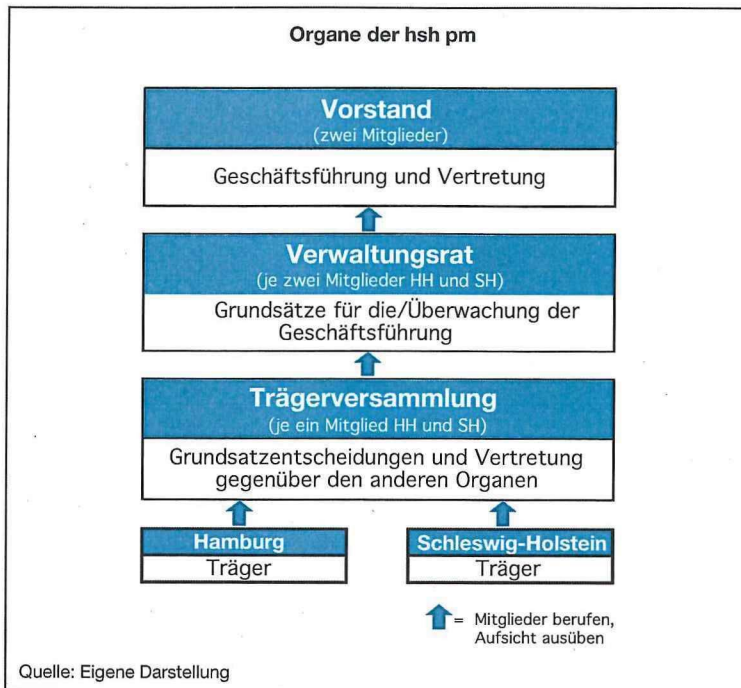 Organe der hsh pm
Vorstand
(zwei Mitglieder)
Geschäftsführung und Vertretung
Verwaltungsrat
(je zwei Mitglieder HH und SH)
Grundsätze für die/Überwachung der
Geschäftsführung
Trägerversammlung
(je ein Mitglied HH und SH)
Grundsatzentscheidungen und Vertretung
gegenüber den anderen Organen
Hamburg
Träger
Schleswig-Holstein
Träger
= Mitglieder berufen,
Aufsicht ausüben
Quelle: Eigene Darstellung